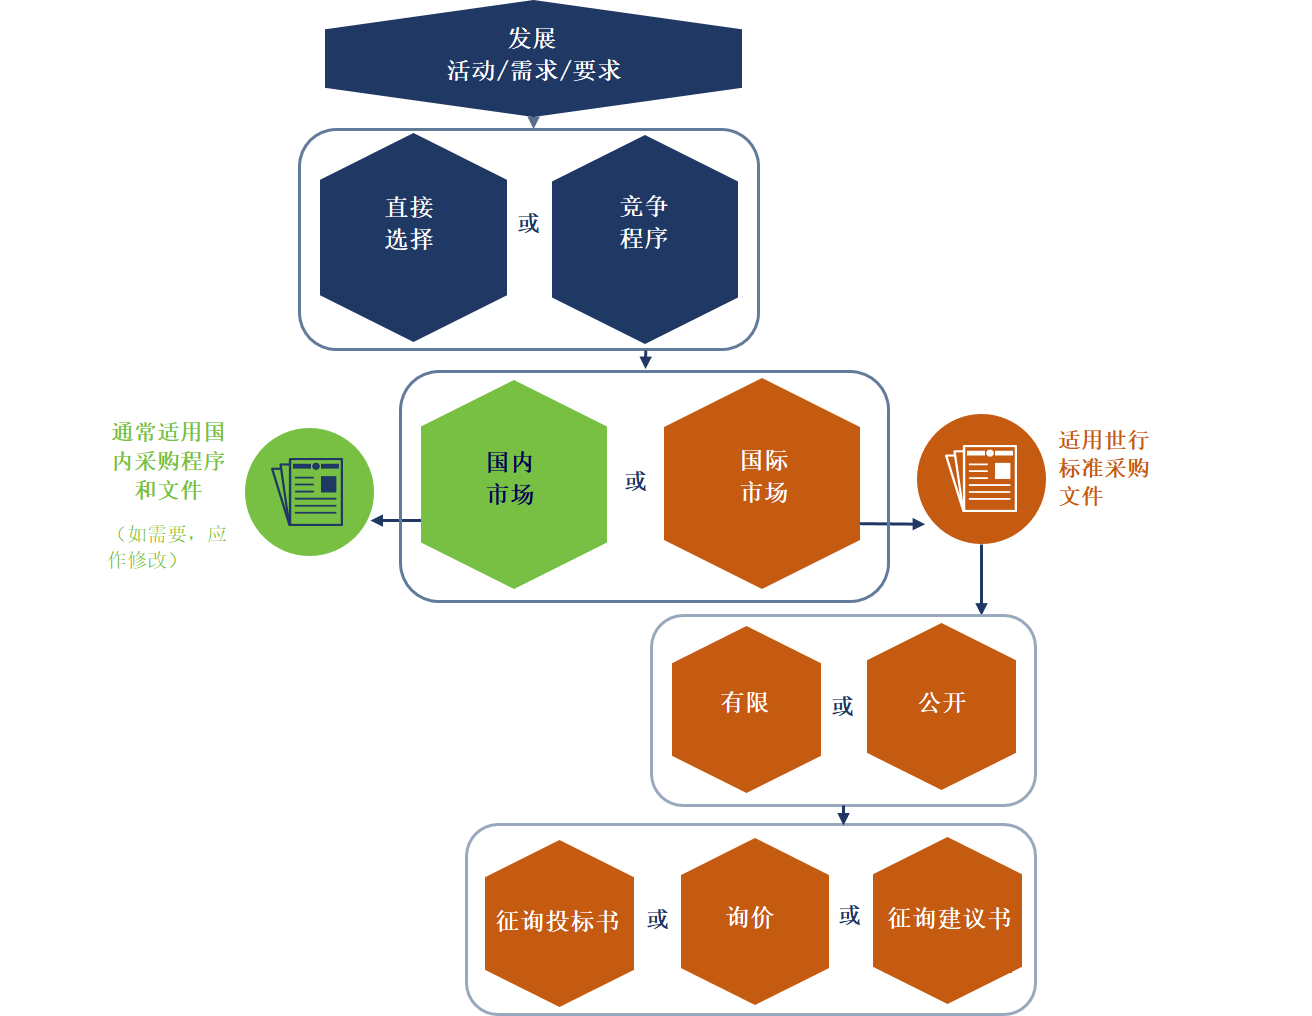 发展
活动/需求/要求
直接
选择
或
竞争
程序
通常适用国
内采购程序
和文件
（如需要，应
作修改）
国内
市场
或
国际
市场
适用世行
标准采购
文件
有限
或
公开
征询投标书
或
询价
或
征询建议书